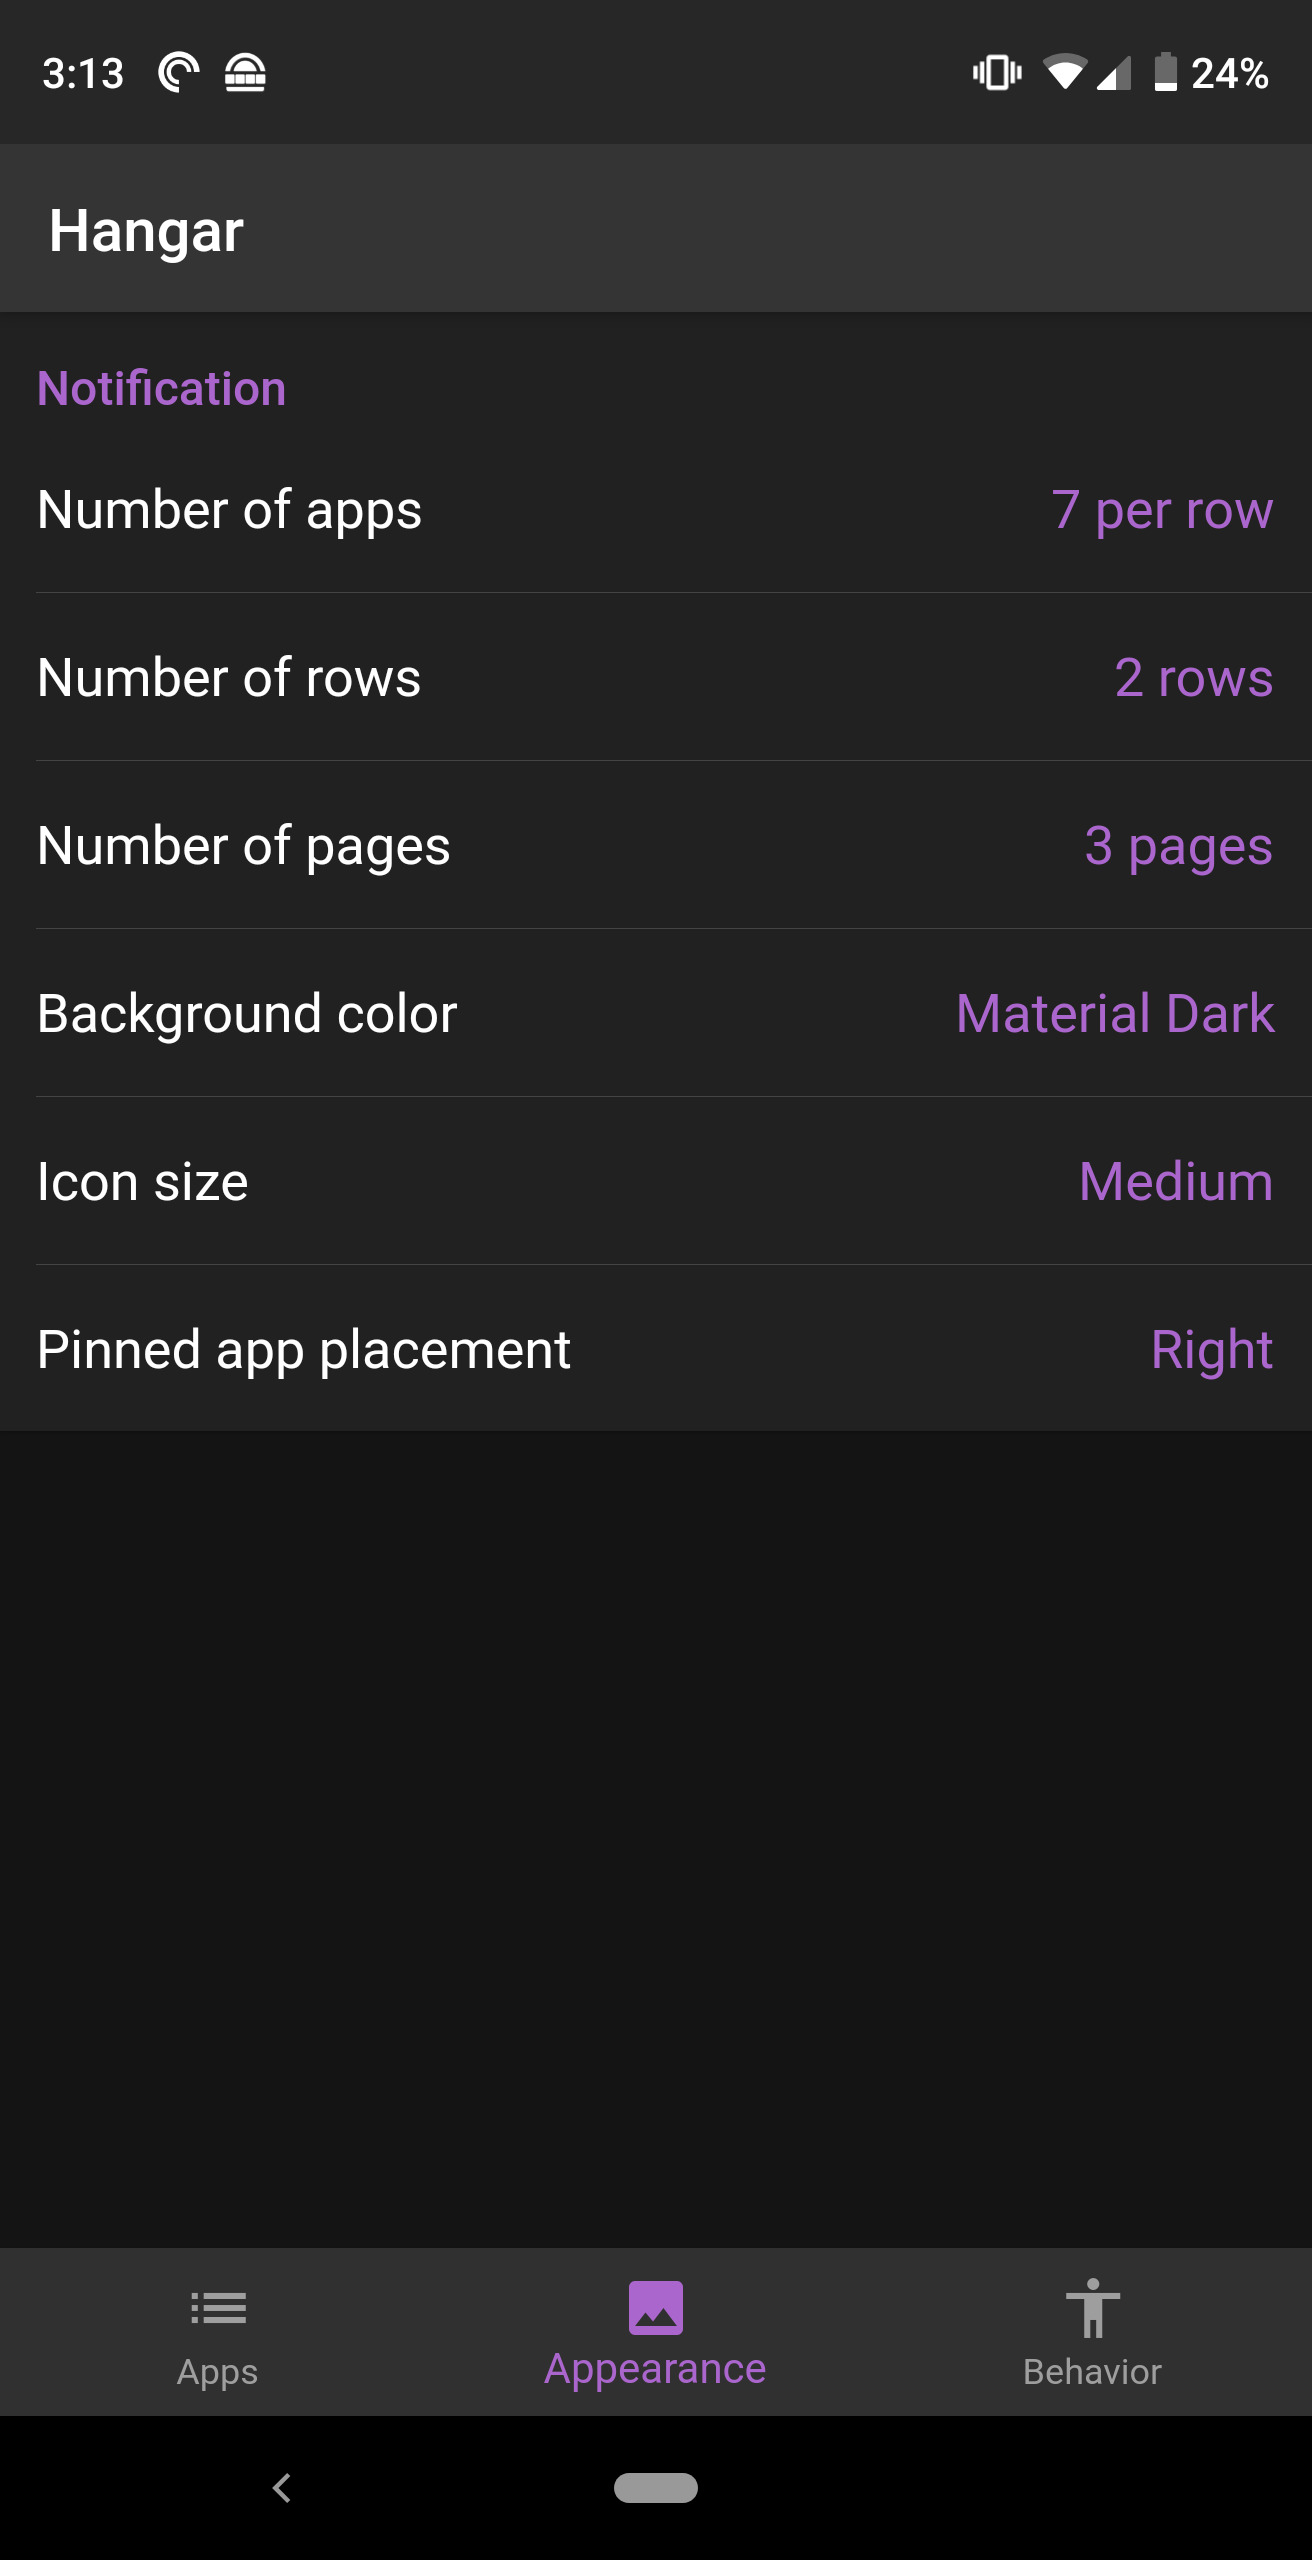 3:13 24%
Hangar
Notification
Number of apps 7 per row
Number of rows 2 rows
Number of pages 3 pages
Background color Material Dark
Icon size Medium
Pinned app placement Right
Apps Appearance Behavior